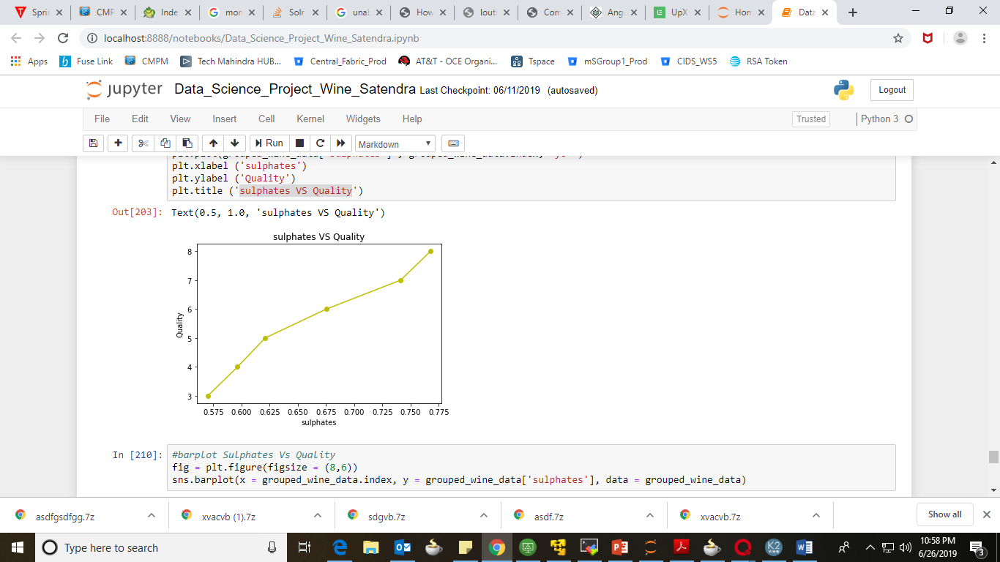 Sprin
CMP
Inde
mon
Solr
unal
How
lout
Com
Ang
UpX
Hom
Data
localhost:8888/notebooks/Data_Science_Project_Wine_Satendra.ipynb
Apps
Fuse Link
CMPM
Tech Mahindra HUB...
Central_Fabric_Prod
AT&T - OCE Organi...
Tspace
mSGroup1_Prod
CIDS_WS5
RSA Token
jupyter Data_Science_Project_Wine_Satendra Last Checkpoint: 06/11/2019 (autosaved)
Logout
File Edit View Insert Cell Kernel Widgets Help
Trusted
Python 3
Run
Markdown
plt.xlabel ('sulphates')
plt.ylabel ('Quality')
plt.title ('sulphates VS Quality')
Out[203]: Text(0.5, 1.0, 'sulphates VS Quality')
sulphates VS Quality
8
7
6
5
4
3
Quality
0.575 0.600 0.625 0.650 0.675 0.700 0.725 0.750 0.775
sulphates
In [210]: #barplot Sulphates Vs Quality
fig = plt.figure(figsize = (8,6))
sns.barplot(x = grouped_wine_data.index, y = grouped_wine_data['sulphates'], data = grouped_wine_data)
asdfgsdfgg.7z
xvacvb (1).7z
sdgvb.7z
asdf.7z
xvacvb.7z
Show all
Type here to search
10:58 PM
6/26/2019
3